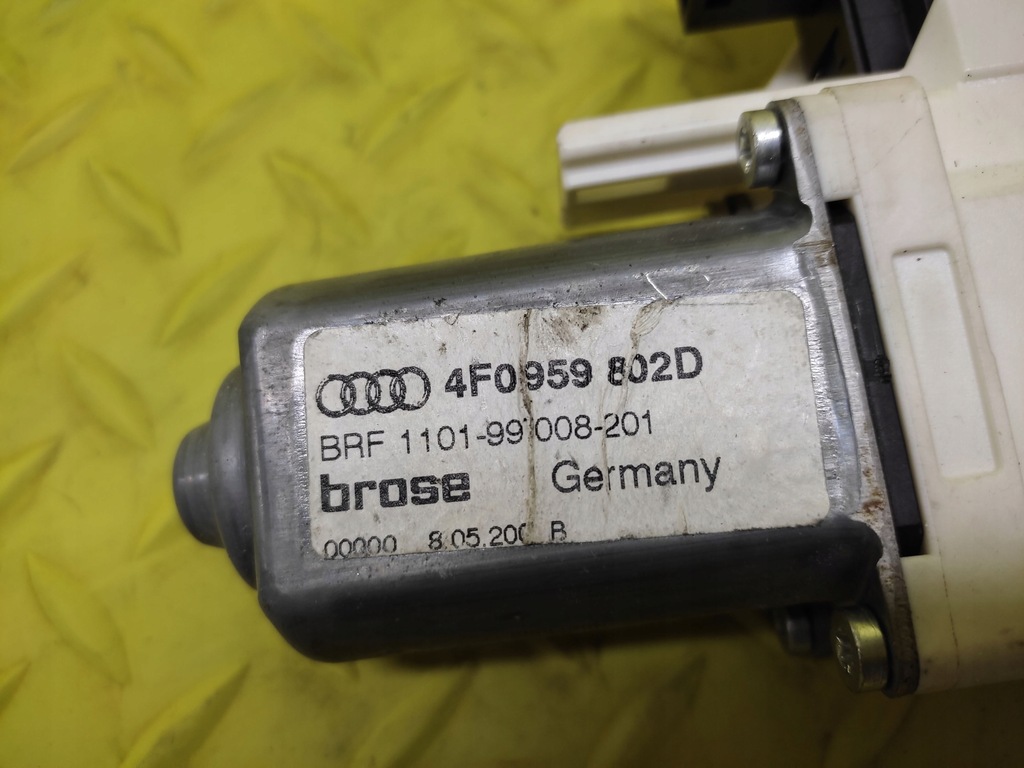 4F0959 802D
BRF 1101-99 008-201
brose Germany
00000 8.05.200 B